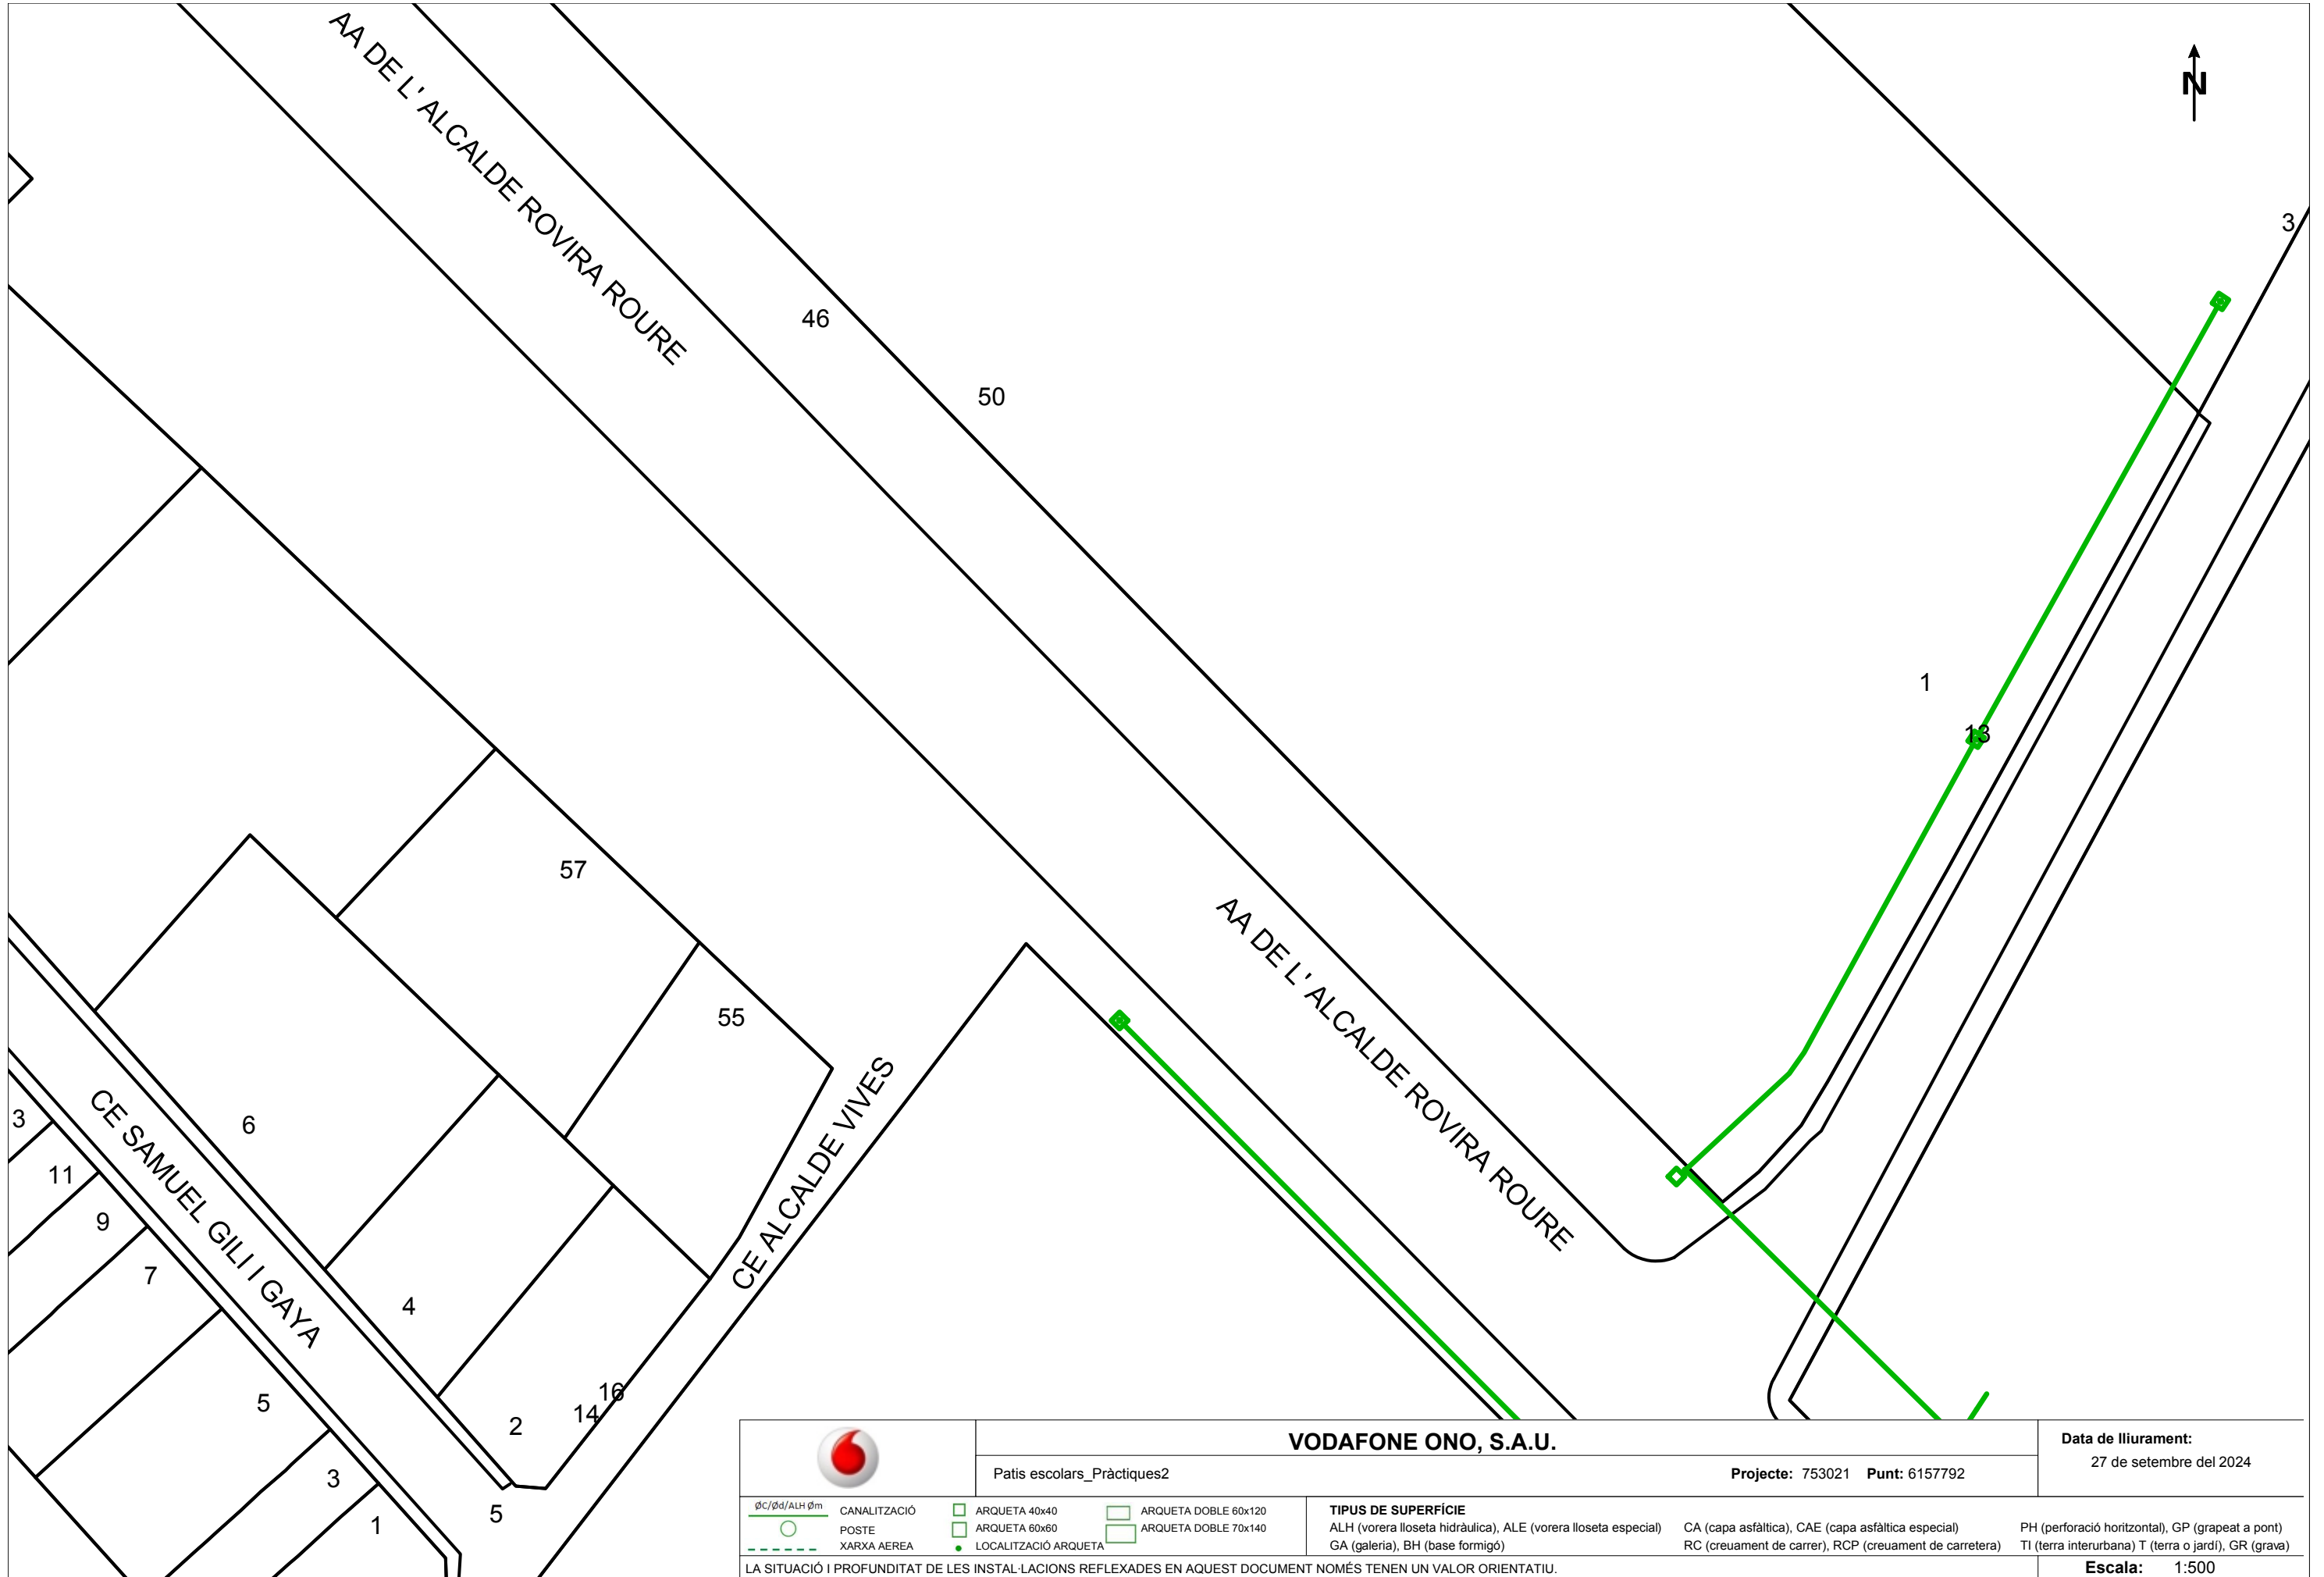 AA DE L' ALCALDE ROVIRA ROURE
N
3
46
50
1
13
57
AA DE L' ALCALDE ROVIRA ROURE
55
CE ALCALDE VIVES
6
3
CE SAMUEL GILI I GAYA
11
9
7
4
16
5
14
2
3
5
1
VODAFONE ONO, S.A.U.
Data de lliurament:
27 de setembre del 2024
Patis escolars_Pràctiques2
Projecte: 753021 Punt: 6157792
ØC/Ød/ALH Øm
CANALITZACIÓ
POSTE
XARXA AEREA
ARQUETA 40x40
ARQUETA 60x60
LOCALITZACIÓ ARQUETA
ARQUETA DOBLE 60x120
ARQUETA DOBLE 70x140
TIPUS DE SUPERFÍCIE
ALH (vorera lloseta hidràulica), ALE (vorera lloseta especial)
GA (galeria), BH (base formigó)
CA (capa asfàltica), CAE (capa asfàltica especial)
RC (creuament de carrer), RCP (creuament de carretera)
PH (perforació horitzontal), GP (grapeat a pont)
TI (terra interurbana) T (terra o jardí), GR (grava)
LA SITUACIÓ I PROFUNDITAT DE LES INSTAL·LACIONS REFLEXADES EN AQUEST DOCUMENT NOMÉS TENEN UN VALOR ORIENTATIU.
Escala: 1:500